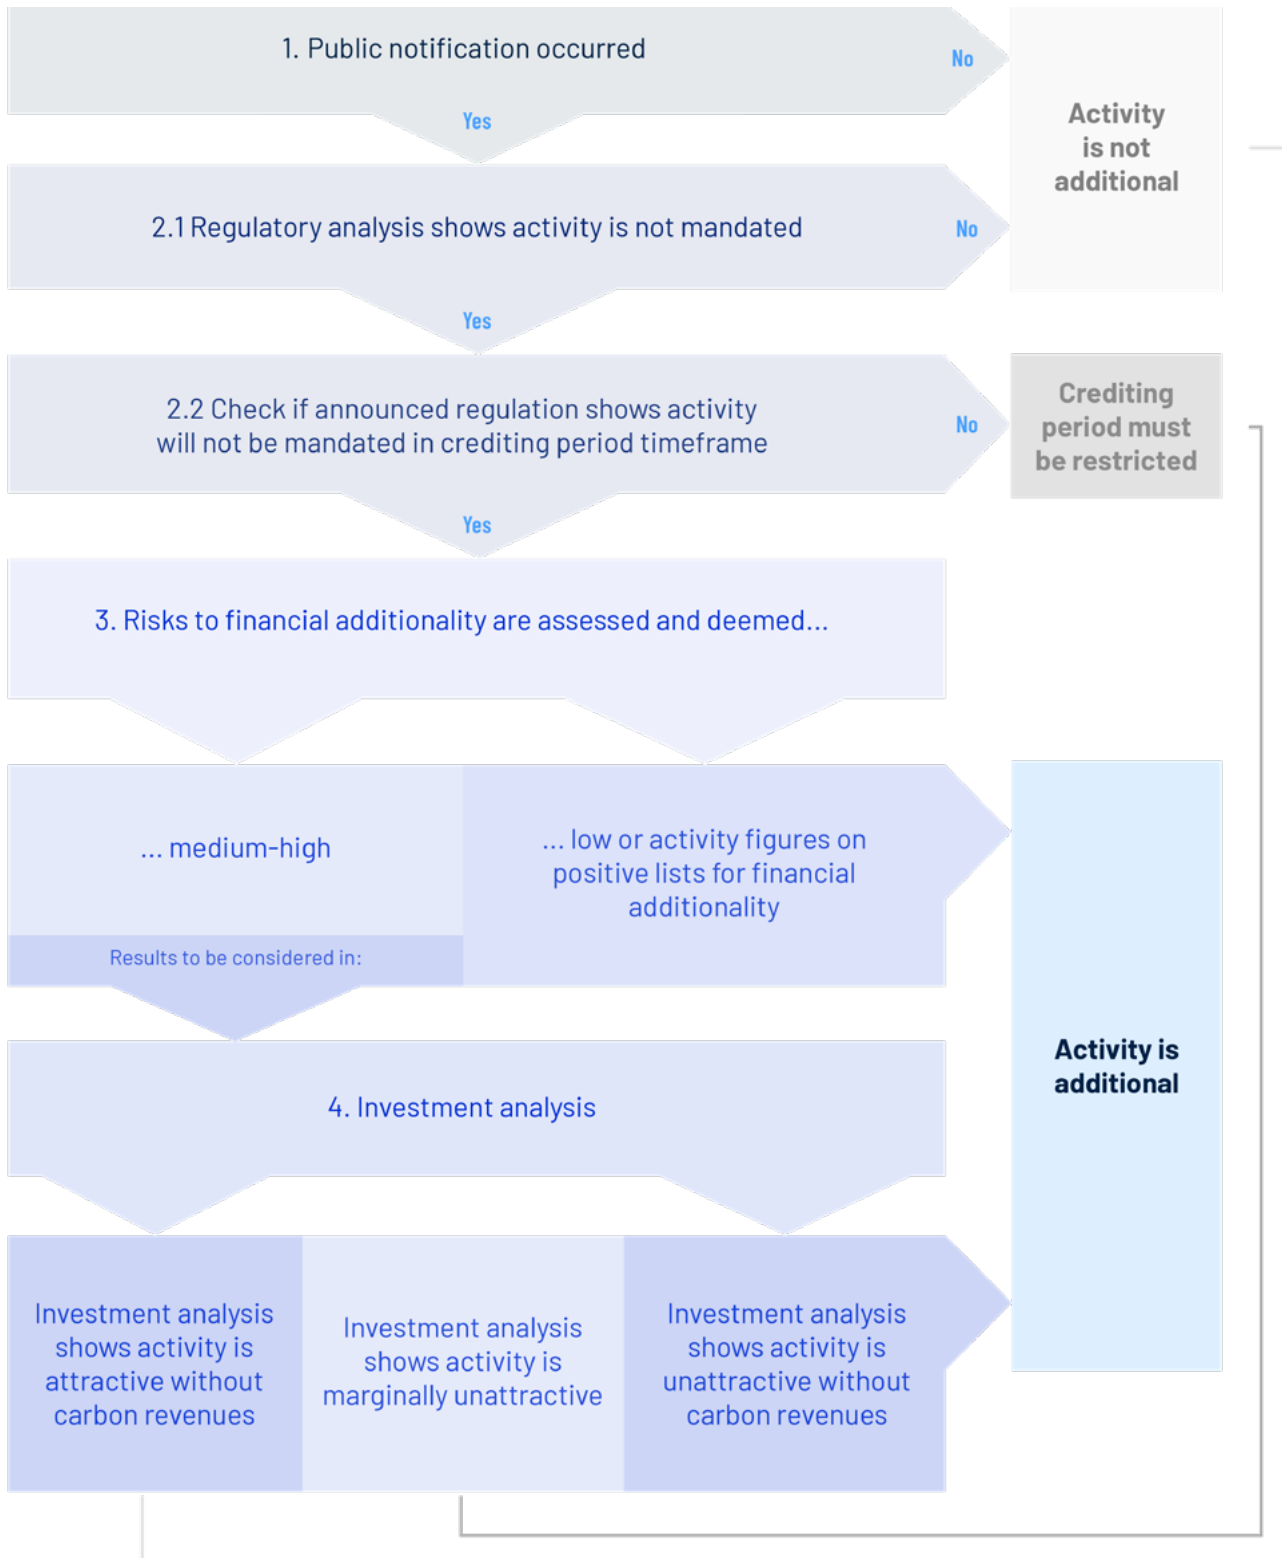 1. Public notification occurred
No
Yes
Activity
is not
additional
2.1 Regulatory analysis shows activity is not mandated
No
Yes
2.2 Check if announced regulation shows activity
will not be mandated in crediting period timeframe
No
Yes
Crediting
period must
be restricted
3. Risks to financial additionality are assessed and deemed...
... medium-high
Results to be considered in:
... low or activity figures on
positive lists for financial
additionality
Activity is
additional
4. Investment analysis
Investment analysis
shows activity is
attractive without
carbon revenues
Investment analysis
shows activity is
marginally unattractive
Investment analysis
shows activity is
unattractive without
carbon revenues